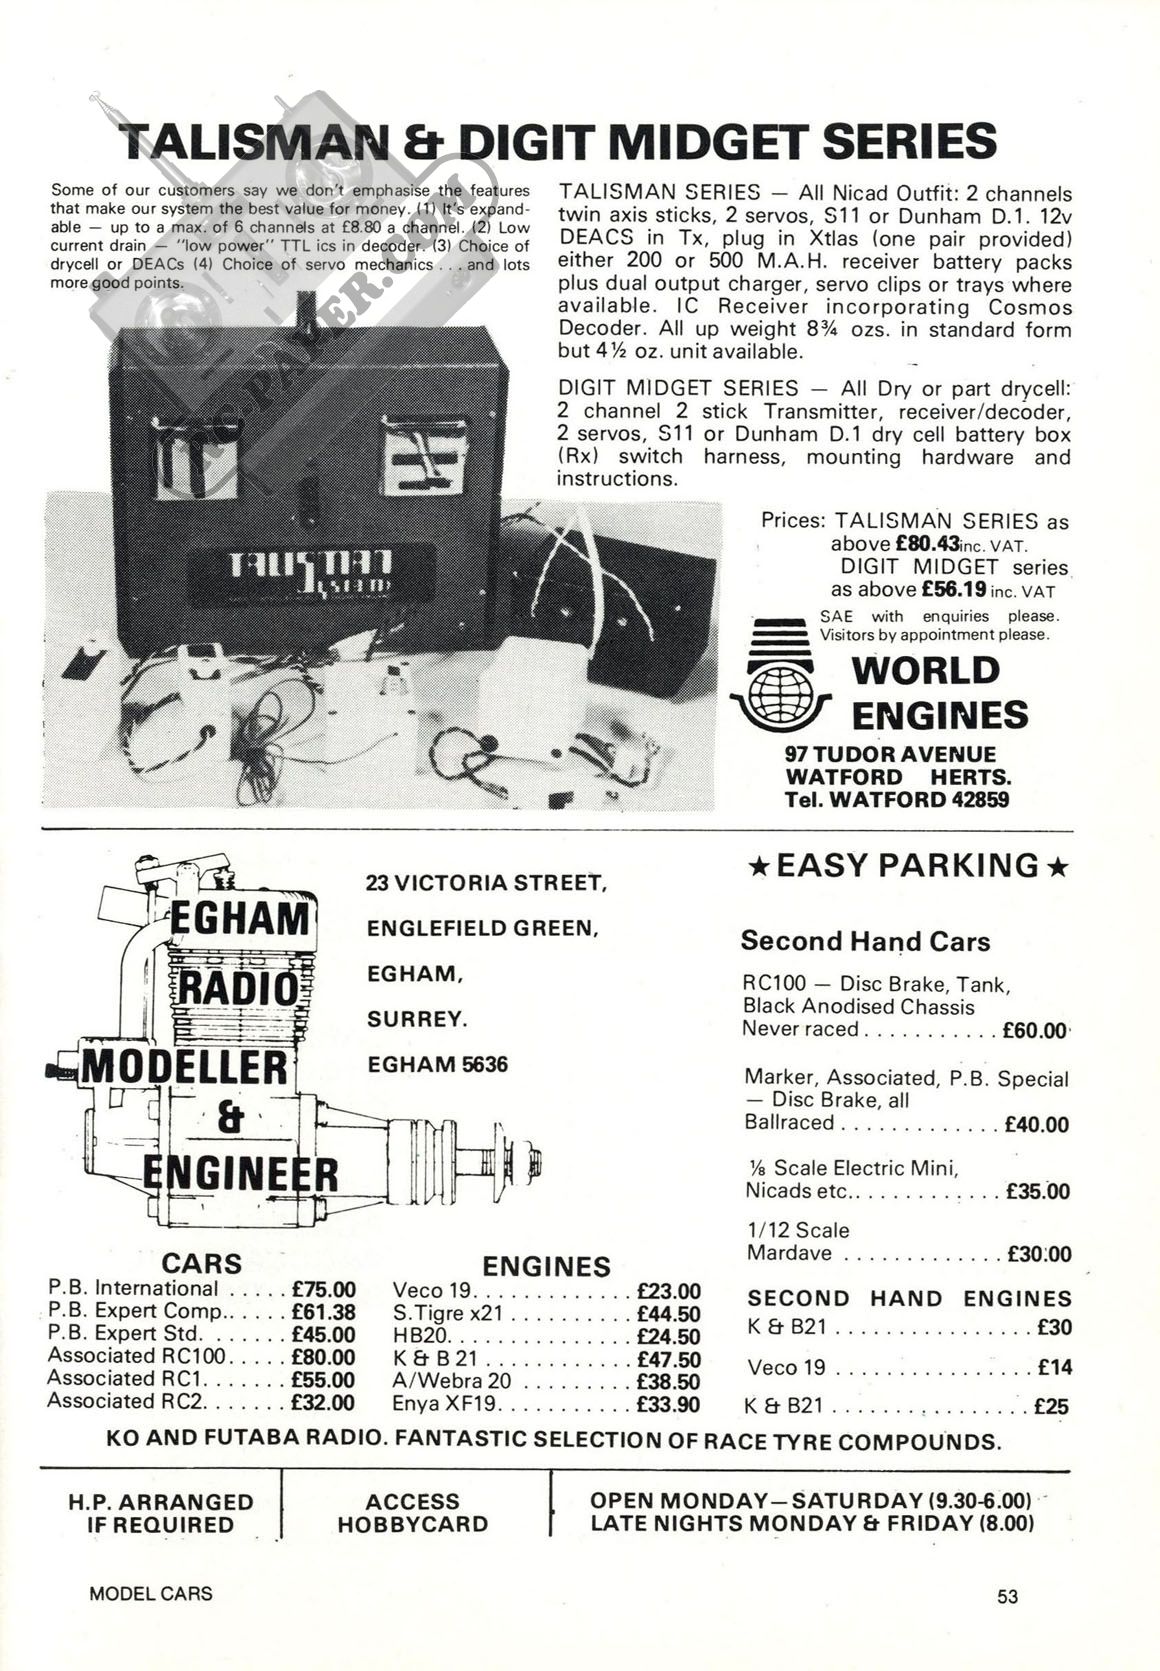 TALISMAN & DIGIT MIDGET SERIES
Some of our customers say we don't emphasise the features
that make our system the best value for money. (1) It's expand-
able — up to a max. of 6 channels at £8.80 a channel. (2) Low
current drain — "low power" TTL ics in decoder. (3) Choice of
drycell or DEACs (4) Choice of servo mechanics . . . and lots
more good points.
TALISMAN SERIES — All Nicad Outfit: 2 channels
twin axis sticks, 2 servos, S11 or Dunham D.1. 12v
DEACS in Tx, plug in Xtlas (one pair provided)
either 200 or 500 M.A.H. receiver battery packs
plus dual output charger, servo clips or trays where
available. IC Receiver incorporating Cosmos
Decoder. All up weight 8¾ ozs. in standard form
but 4½ oz. unit available.
DIGIT MIDGET SERIES — All Dry or part drycell:
2 channel 2 stick Transmitter, receiver/decoder,
2 servos, S11 or Dunham D.1 dry cell battery box
(Rx) switch harness, mounting hardware and
instructions.
RC-PAPER.COM
TALISMAN
SYSTEM
Prices: TALISMAN SERIES as
above £80.43 inc. VAT.
DIGIT MIDGET series
as above £56.19 inc. VAT
SAE with enquiries please.
Visitors by appointment please.
WORLD
ENGINES
97 TUDOR AVENUE
WATFORD HERTS.
Tel. WATFORD 42859
EGHAM
RADIO
MODELLER
&
ENGINEER
23 VICTORIA STREET,
ENGLEFIELD GREEN,
EGHAM,
SURREY.
EGHAM 5636
★ EASY PARKING ★
Second Hand Cars
RC100 — Disc Brake, Tank,
Black Anodised Chassis
Never raced . . . . . . . . . . . £60.00
Marker, Associated, P.B. Special
— Disc Brake, all
Ballraced . . . . . . . . . . . . . £40.00
⅛ Scale Electric Mini,
Nicads etc. . . . . . . . . . . . . £35.00
1/12 Scale
Mardave . . . . . . . . . . . . . £30.00
CARS
P.B. International . . . . . £75.00
P.B. Expert Comp. . . . . . £61.38
P.B. Expert Std. . . . . . . £45.00
Associated RC100 . . . . . £80.00
Associated RC1. . . . . . . £55.00
Associated RC2. . . . . . . £32.00
ENGINES
Veco 19. . . . . . . . . . . . . £23.00
S.Tigre x21 . . . . . . . . . . £44.50
HB20. . . . . . . . . . . . . . . £24.50
K & B 21 . . . . . . . . . . . . £47.50
A/Webra 20 . . . . . . . . . £38.50
Enya XF19. . . . . . . . . . . £33.90
SECOND HAND ENGINES
K & B21 . . . . . . . . . . . . . . . . £30
Veco 19 . . . . . . . . . . . . . . . . £14
K & B21 . . . . . . . . . . . . . . . . £25
KO AND FUTABA RADIO. FANTASTIC SELECTION OF RACE TYRE COMPOUNDS.
H.P. ARRANGED
IF REQUIRED
ACCESS
HOBBYCARD
OPEN MONDAY—SATURDAY (9.30-6.00)
LATE NIGHTS MONDAY & FRIDAY (8.00)
MODEL CARS
53